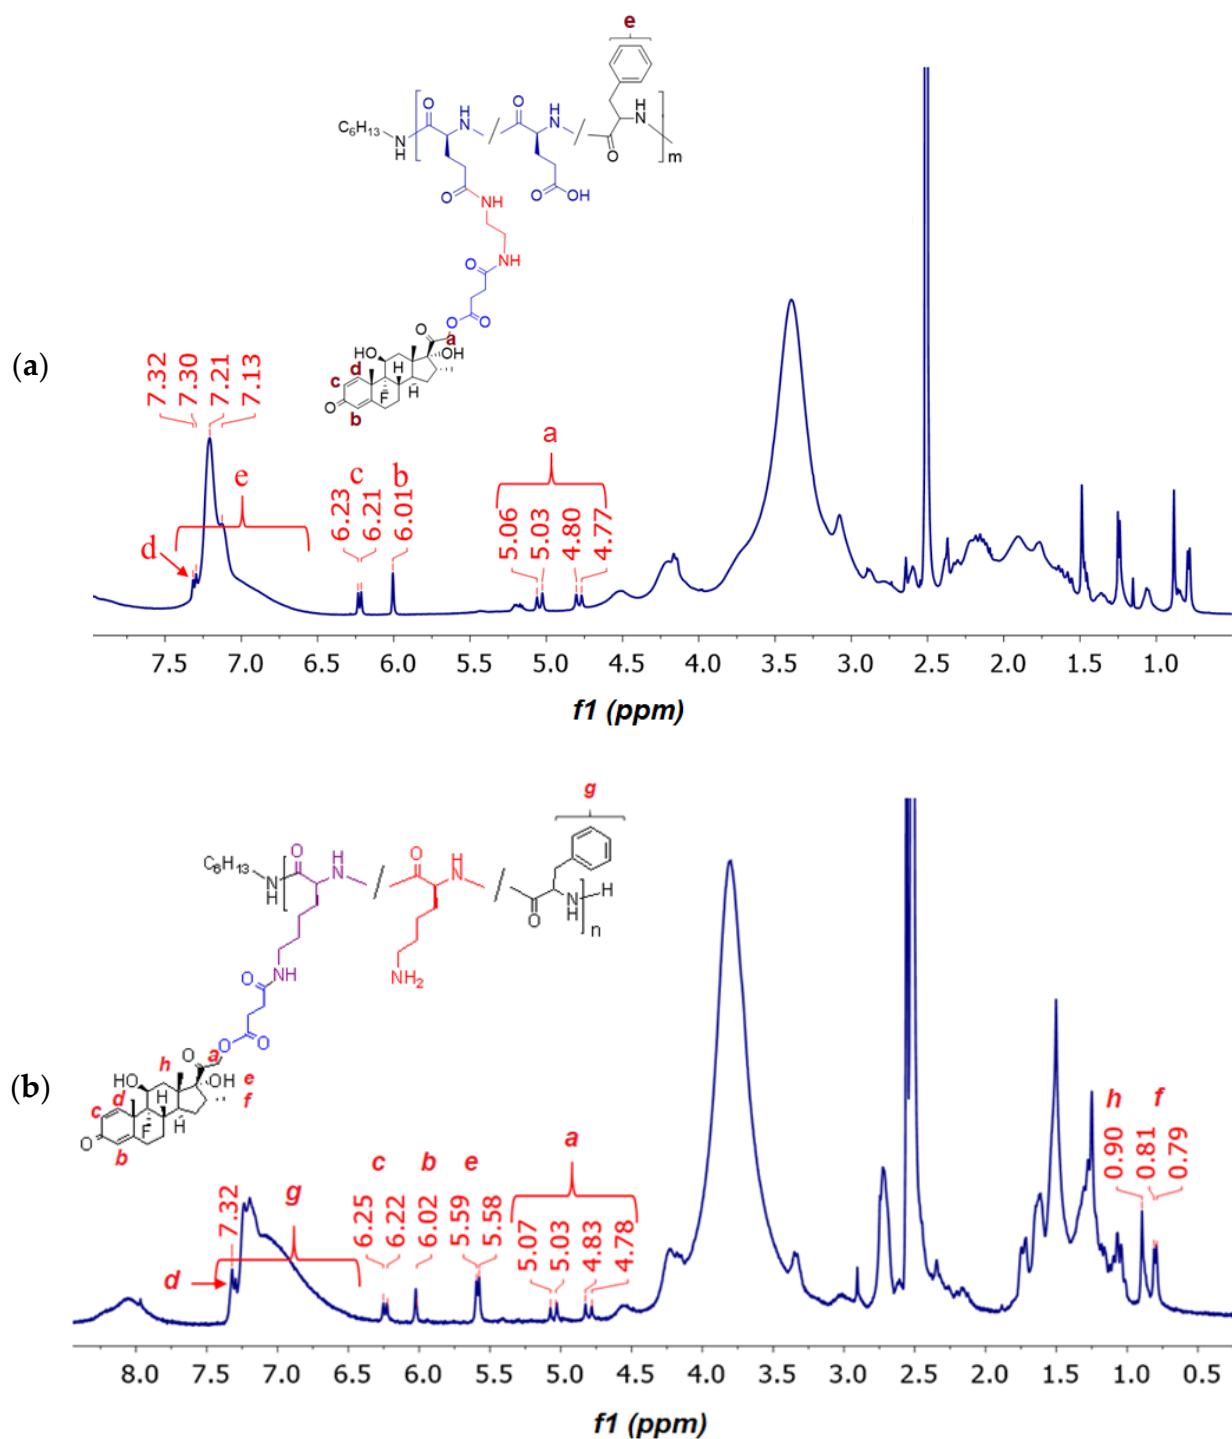 (a)
e
O
H
N
O
H
N
H
N
C6H13
NH
O
m
O
NH
O
OH
NH
O
O
O
O
a
HO
OH
d
H
c
F
H
O
b
7.32
7.30
7.21
7.13
d
e
c
6.23
6.21
b
6.01
a
5.06
5.03
4.80
4.77
7.5 7.0 6.5 6.0 5.5 5.0 4.5 4.0 3.5 3.0 2.5 2.0 1.5 1.0
f1 (ppm)
(b)
g
C6H13
N
H
O
H
N
O
H
N
O
N
H
H
n
O
NH
NH2
O
O
O
a
h
HO
OH
e
f
d
H
c
F
H
O
b
7.32
d
g
c
6.25
6.22
b
6.02
e
5.59
5.58
a
5.07
5.03
4.83
4.78
h
0.90
f
0.81
0.79
8.0 7.5 7.0 6.5 6.0 5.5 5.0 4.5 4.0 3.5 3.0 2.5 2.0 1.5 1.0 0.5
f1 (ppm)